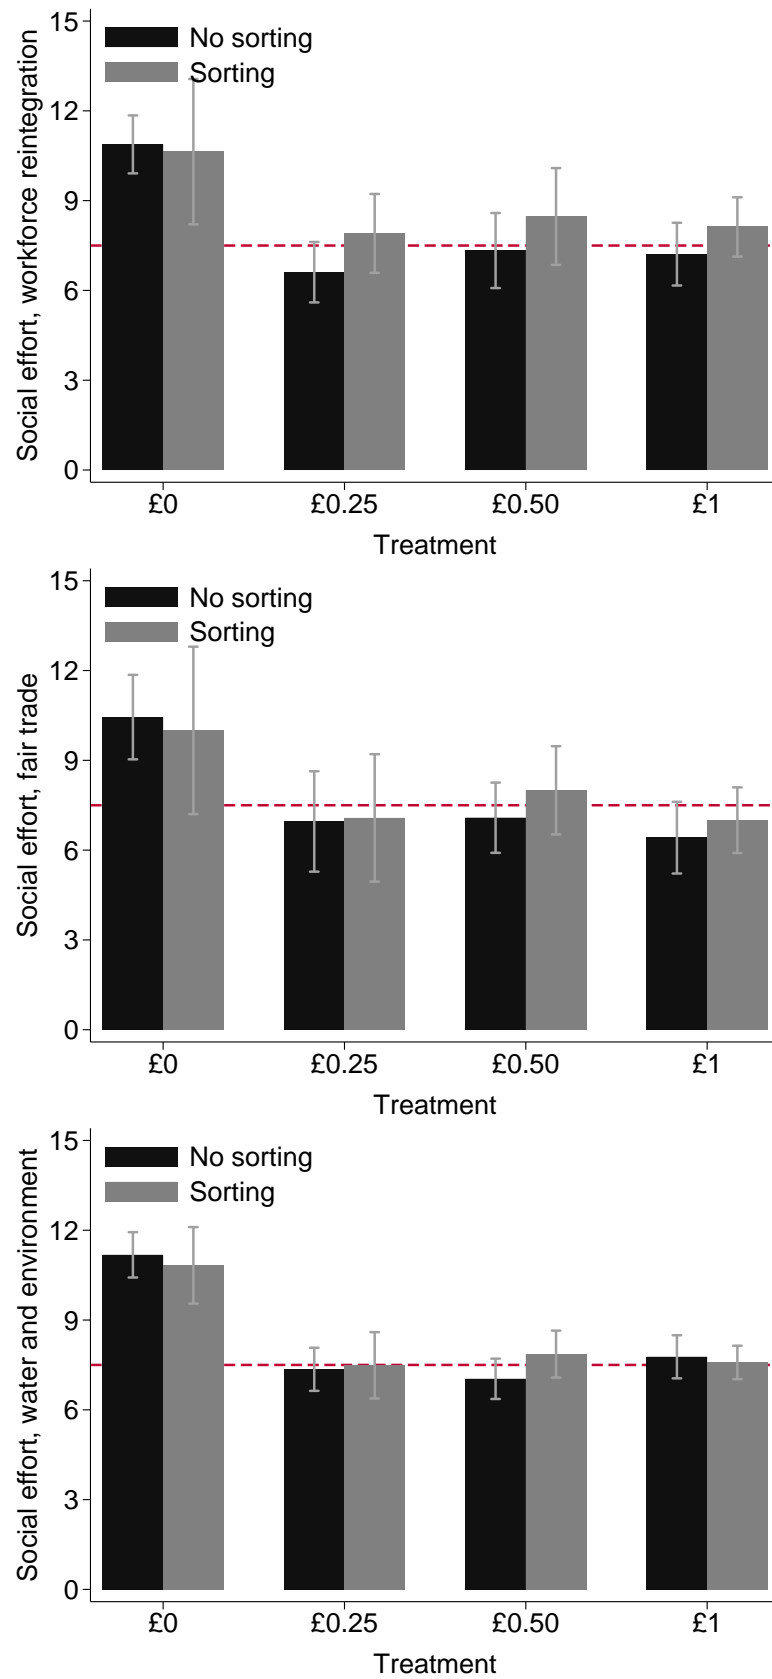 Social effort, workforce reintegration
15
12
9
6
3
0
No sorting
Sorting
£0 £0.25 £0.50 £1
Treatment
Social effort, fair trade
15
12
9
6
3
0
No sorting
Sorting
£0 £0.25 £0.50 £1
Treatment
Social effort, water and environment
15
12
9
6
3
0
No sorting
Sorting
£0 £0.25 £0.50 £1
Treatment